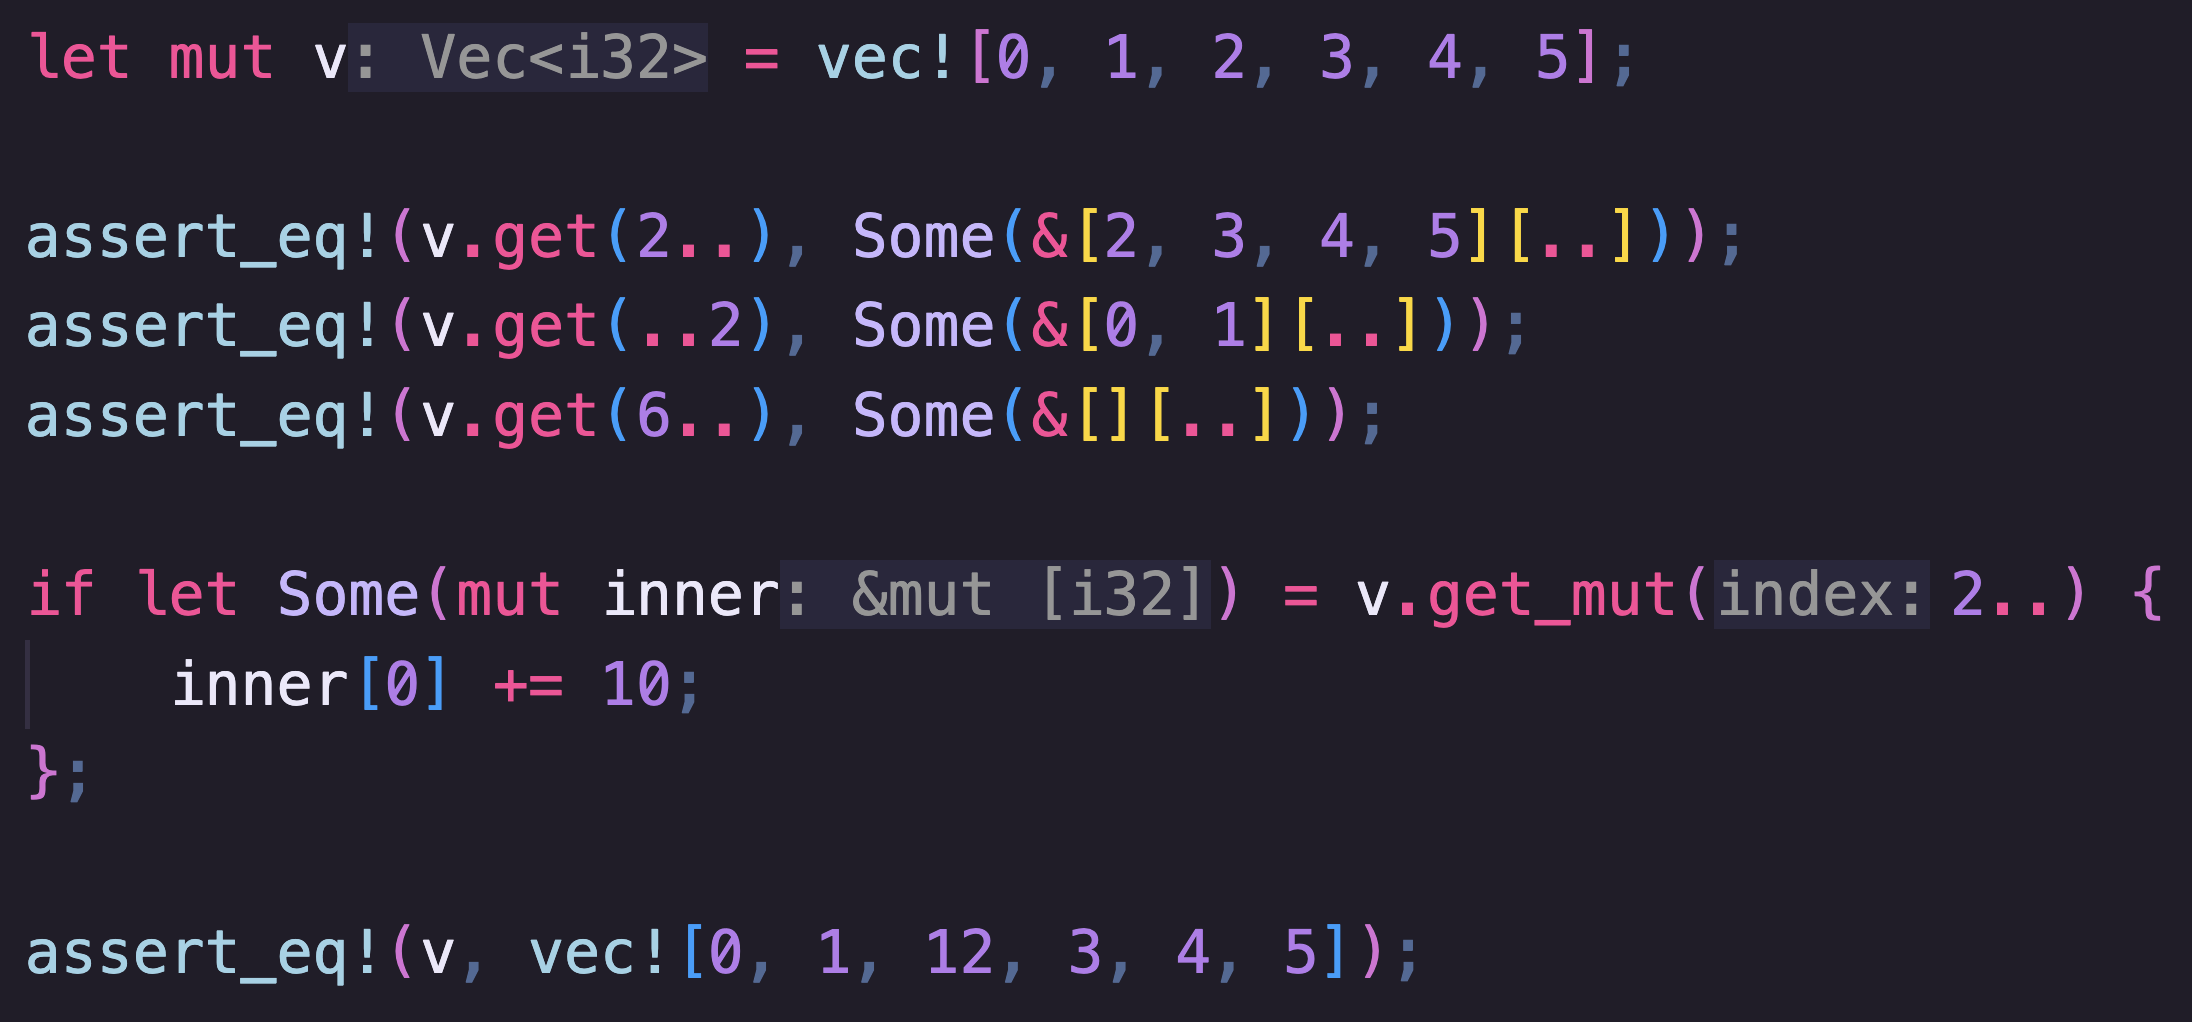 let mut v: Vec<i32> = vec![0, 1, 2, 3, 4, 5];
assert_eq!(v.get(2..), Some(&[2, 3, 4, 5][..]));
assert_eq!(v.get(..2), Some(&[0, 1][..]));
assert_eq!(v.get(6..), Some(&[][..]));
if let Some(mut inner: &mut [i32]) = v.get_mut(index: 2..) {
    inner[0] += 10;
};
assert_eq!(v, vec![0, 1, 12, 3, 4, 5]);